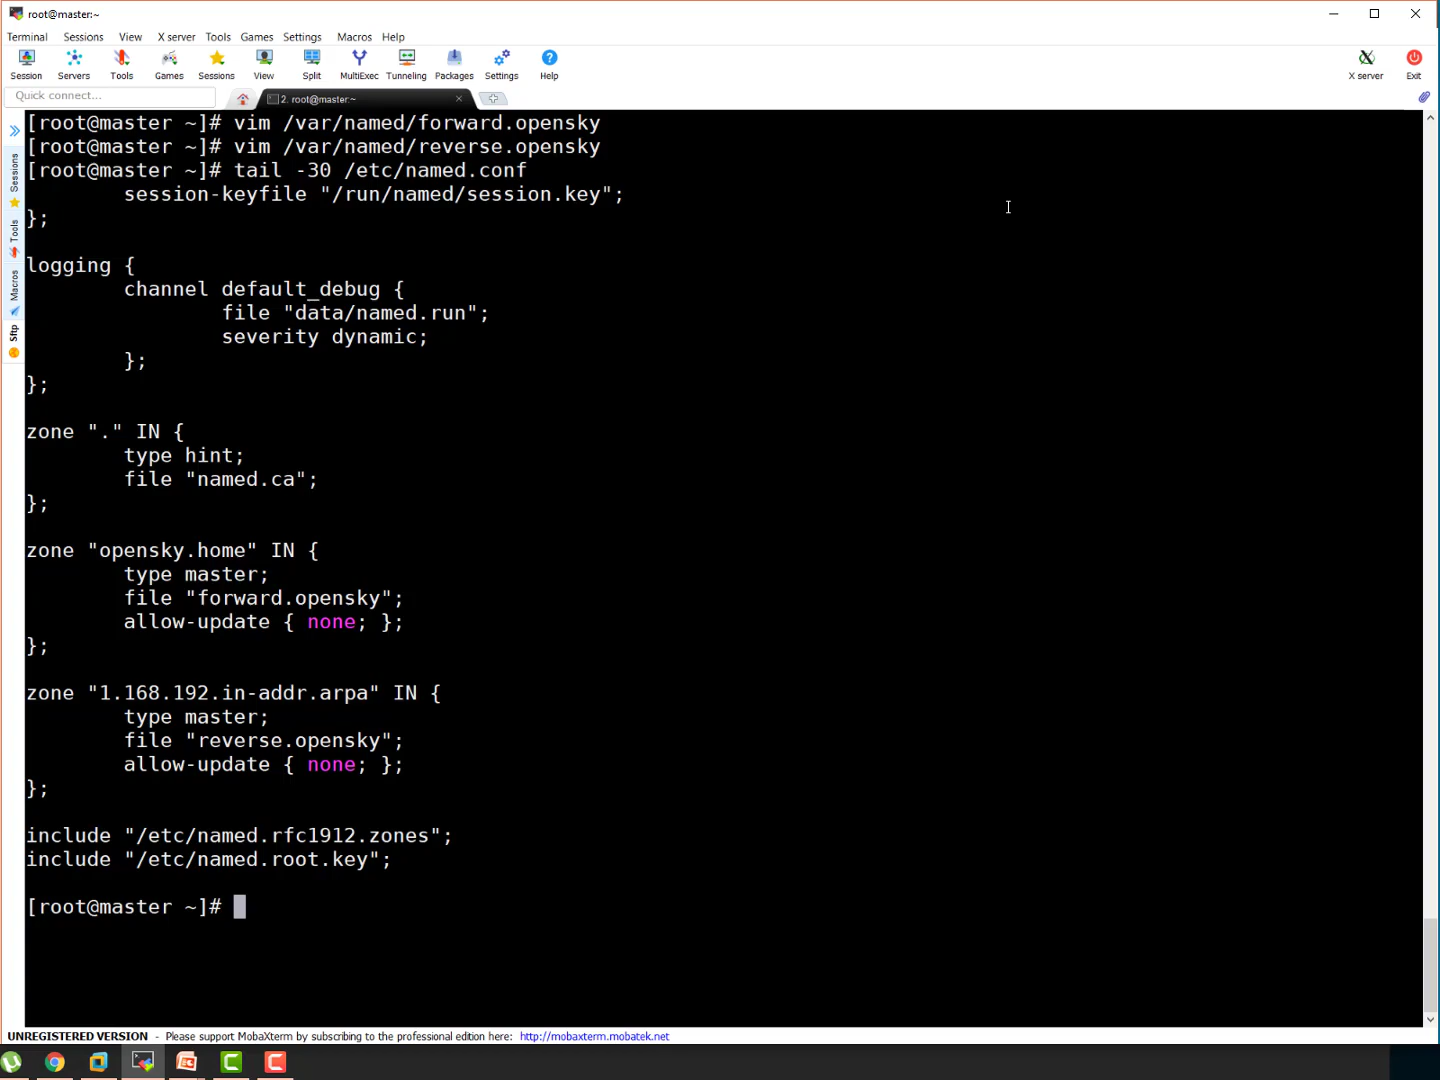 root@master:~
Terminal Sessions View X server Tools Games Settings Macros Help
Session Servers Tools Games Sessions View Split MultiExec Tunneling Packages Settings Help X server Exit
Quick connect...
2. root@master:~
Sessions
Tools
Macros
Sftp
[root@master ~]# vim /var/named/forward.opensky
[root@master ~]# vim /var/named/reverse.opensky
[root@master ~]# tail -30 /etc/named.conf
session-keyfile "/run/named/session.key";
};
logging {
channel default_debug {
file "data/named.run";
severity dynamic;
};
};
zone "." IN {
type hint;
file "named.ca";
};
zone "opensky.home" IN {
type master;
file "forward.opensky";
allow-update { none; };
};
zone "1.168.192.in-addr.arpa" IN {
type master;
file "reverse.opensky";
allow-update { none; };
};
include "/etc/named.rfc1912.zones";
include "/etc/named.root.key";
[root@master ~]#
UNREGISTERED VERSION - Please support MobaXterm by subscribing to the professional edition here: http://mobaxterm.mobatek.net